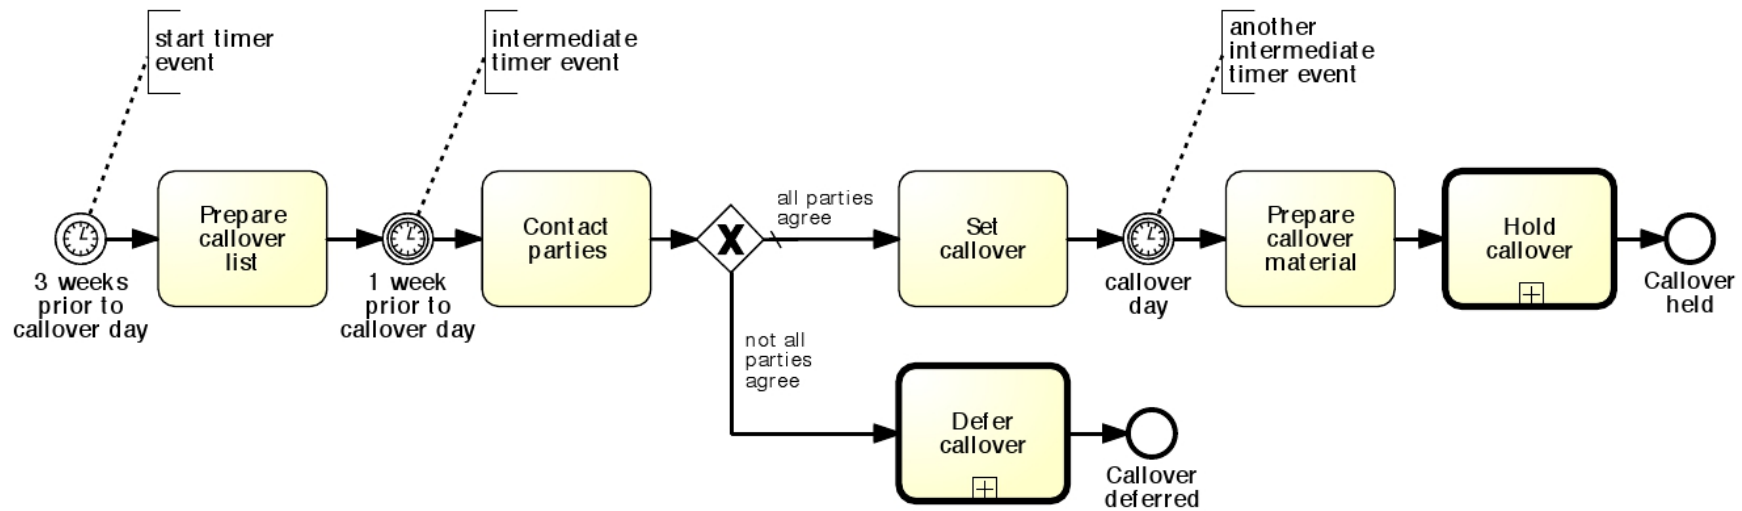 start timer
event
intermediate
timer event
another
intermediate
timer event
3 weeks
prior to
callover day
Prepare
callover
list
1 week
prior to
callover day
Contact
parties
X
all parties
agree
not all
parties
agree
Set
callover
callover
day
Prepare
callover
material
Hold
callover
Callover
held
Defer
callover
Callover
deferred